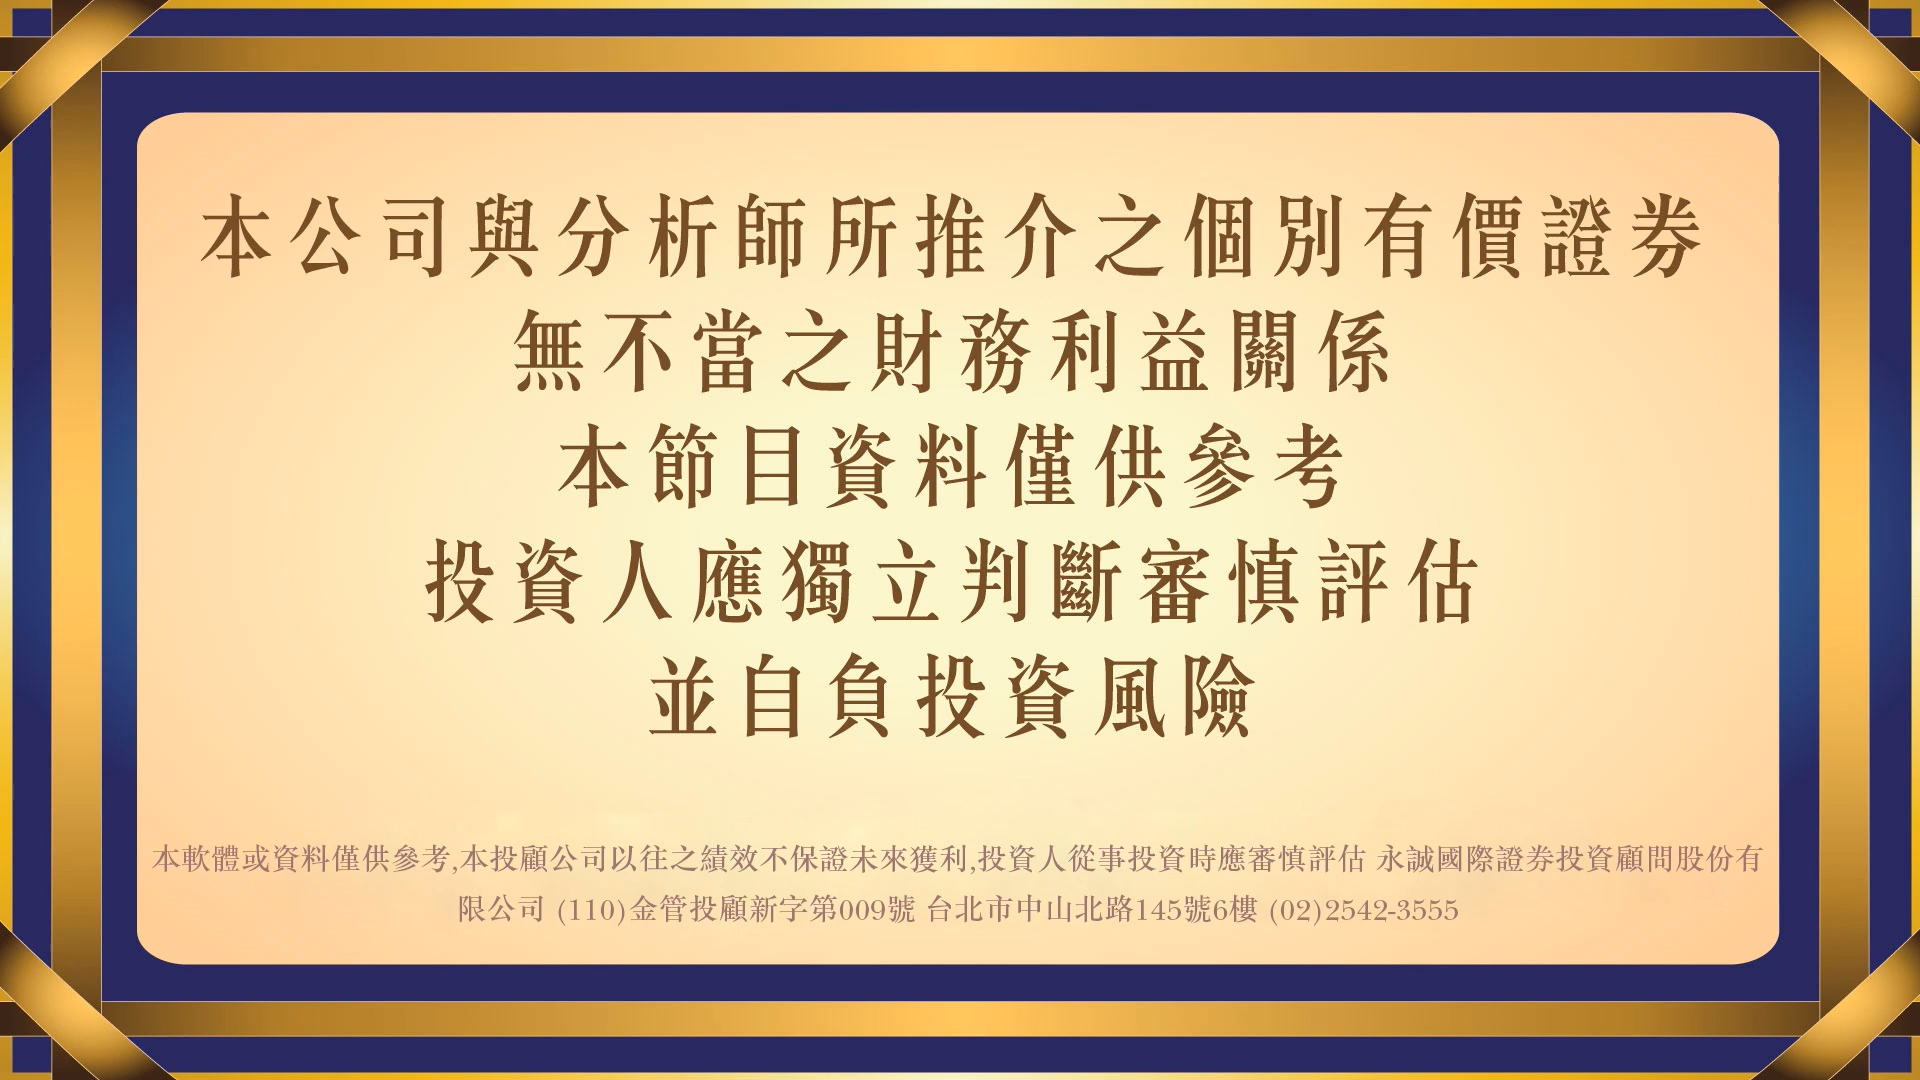 本公司與分析師所推介之個別有價證券
無不當之財務利益關係
本節目資料僅供參考
投資人應獨立判斷審慎評估
並自負投資風險
本軟體或資料僅供參考,本投顧公司以往之績效不保證未來獲利,投資人從事投資時應審慎評估 永誠國際證券投資顧問股份有
限公司 (110)金管投顧新字第009號 台北市中山北路145號6樓 (02)2542-3555